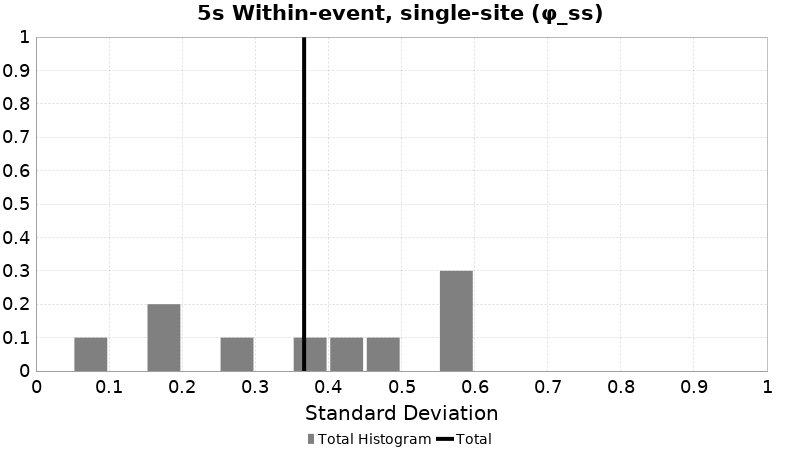 5s Within-event, single-site (φ_ss)
1
0.9
0.8
0.7
0.6
0.5
0.4
0.3
0.2
0.1
0
0 0.1 0.2 0.3 0.4 0.5 0.6 0.7 0.8 0.9 1
Standard Deviation
Total Histogram Total